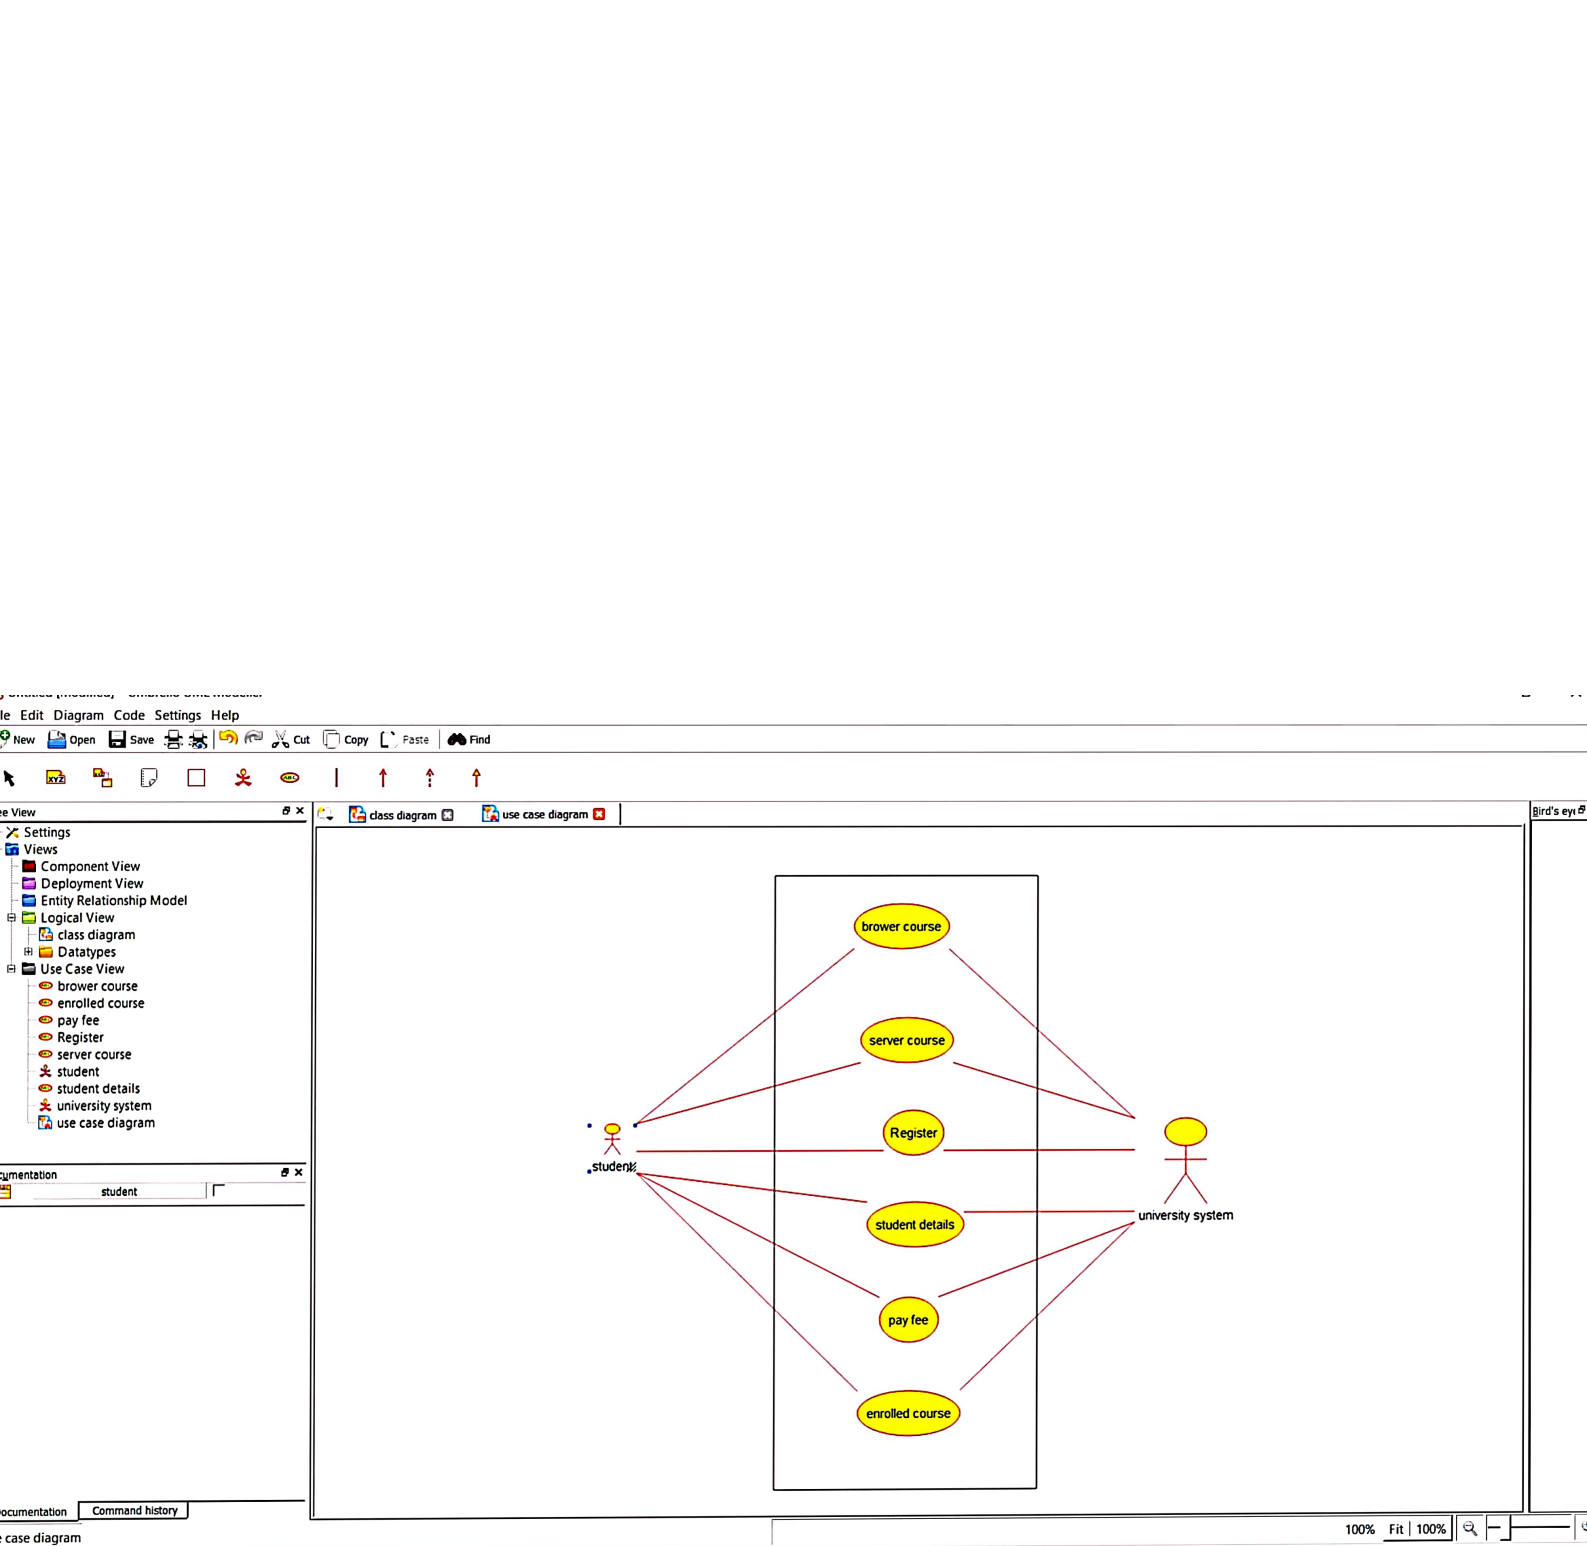 le Edit Diagram Code Settings Help
New Open Save Cut Copy Paste Find
XYZ ABC
ee View
class diagram use case diagram
Bird's eye
Settings
Views
Component View
Deployment View
Entity Relationship Model
Logical View
class diagram
Datatypes
Use Case View
brower course
enrolled course
pay fee
Register
server course
student
student details
university system
use case diagram
cumentation
student
brower course
server course
Register
student
student details
university system
pay fee
enrolled course
ocumentation Command history
e case diagram
100% Fit 100%